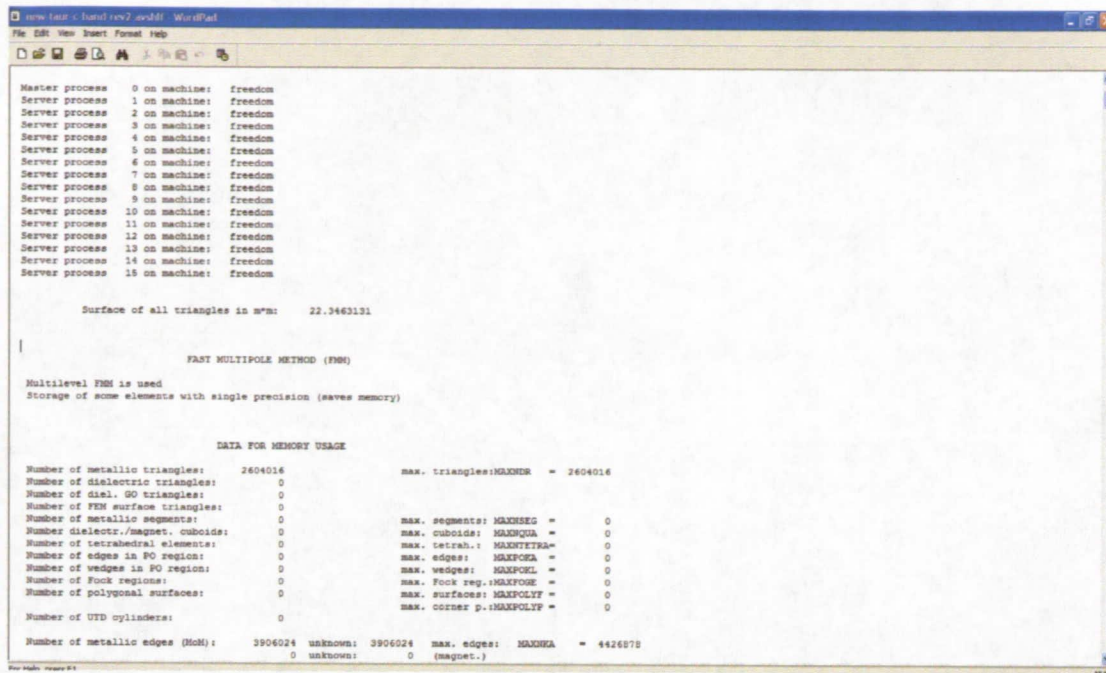 File Edit View Insert Format Help
Master process 0 on machine: freedom
Server process 1 on machine: freedom
Server process 2 on machine: freedom
Server process 3 on machine: freedom
Server process 4 on machine: freedom
Server process 5 on machine: freedom
Server process 6 on machine: freedom
Server process 7 on machine: freedom
Server process 8 on machine: freedom
Server process 9 on machine: freedom
Server process 10 on machine: freedom
Server process 11 on machine: freedom
Server process 12 on machine: freedom
Server process 13 on machine: freedom
Server process 14 on machine: freedom
Server process 15 on machine: freedom
Surface of all triangles in m*m: 22.3463131
FAST MULTIPOLE METHOD (FMM)
Multilevel FMM is used
Storage of some elements with single precision (saves memory)
DATA FOR MEMORY USAGE
Number of metallic triangles: 2604016 max. triangles:MAXNDR = 2604016
Number of dielectric triangles: 0
Number of diel. GO triangles: 0
Number of FEM surface triangles: 0
Number of metallic segments: 0 max. segments: MAXNSEG = 0
Number dielectr./magnet. cuboids: 0 max. cuboids: MAXNQUA = 0
Number of tetrahedral elements: 0 max. tetrah.: MAXNTETRA= 0
Number of edges in PO region: 0 max. edges: MAXPOKA = 0
Number of wedges in PO region: 0 max. wedges: MAXPOKL = 0
Number of Fock regions: 0 max. Fock reg.:MAXFOGE = 0
Number of polygonal surfaces: 0 max. surfaces: MAXPOLYF = 0
max. corner p.:MAXPOLYP = 0
Number of UTD cylinders: 0
Number of metallic edges (MoM): 3906024 unknown: 3906024 max. edges: MAXNKA = 4426878
0 unknown: 0 (magnet.)